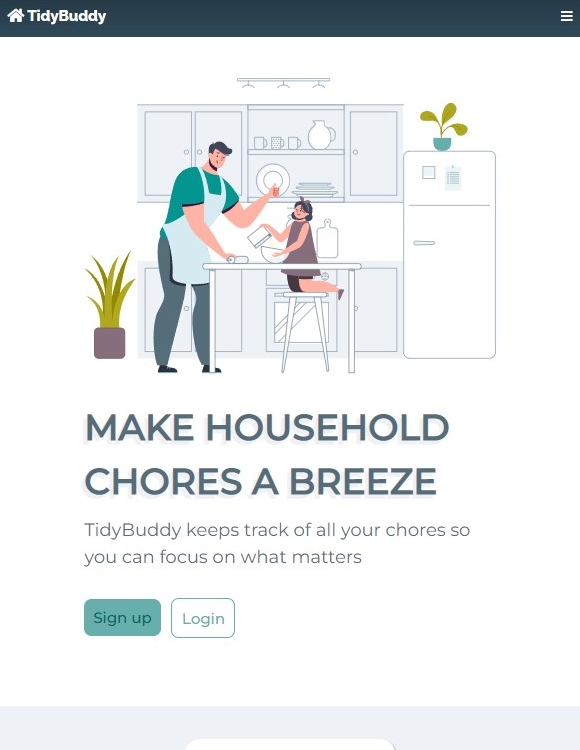 TidyBuddy
MAKE HOUSEHOLD
CHORES A BREEZE
TidyBuddy keeps track of all your chores so
you can focus on what matters
Sign up Login